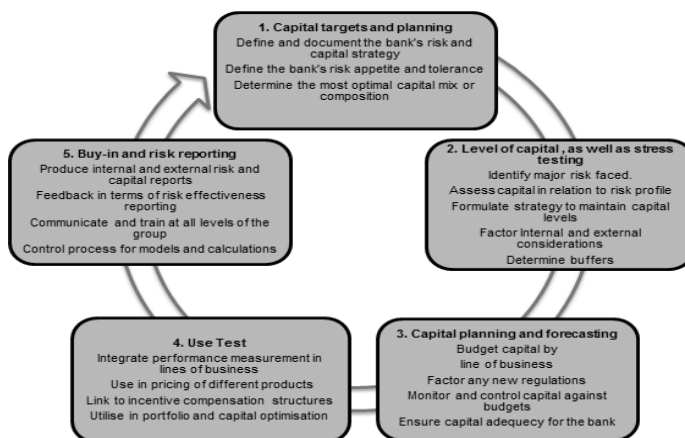 1. Capital targets and planning
Define and document the bank's risk and
capital strategy
Define the bank's risk appetite and tolerance
Determine the most optimal capital mix or
composition
2. Level of capital , as well as stress
testing
Identify major risk faced.
Assess capital in relation to risk profile
Formulate strategy to maintain capital
levels
Factor Internal and external
considerations
Determine buffers
3. Capital planning and forecasting
Budget capital by
line of business
Factor any new regulations
Monitor and control capital against
budgets
Ensure capital adequecy for the bank
4. Use Test
Integrate performance measurement in
lines of business
Use in pricing of different products
Link to incentive compensation structures
Utilise in portfolio and capital optimisation
5. Buy-in and risk reporting
Produce internal and external risk and
capital reports
Feedback in terms of risk effectiveness
reporting
Communicate and train at all levels of the
group
Control process for models and calculations